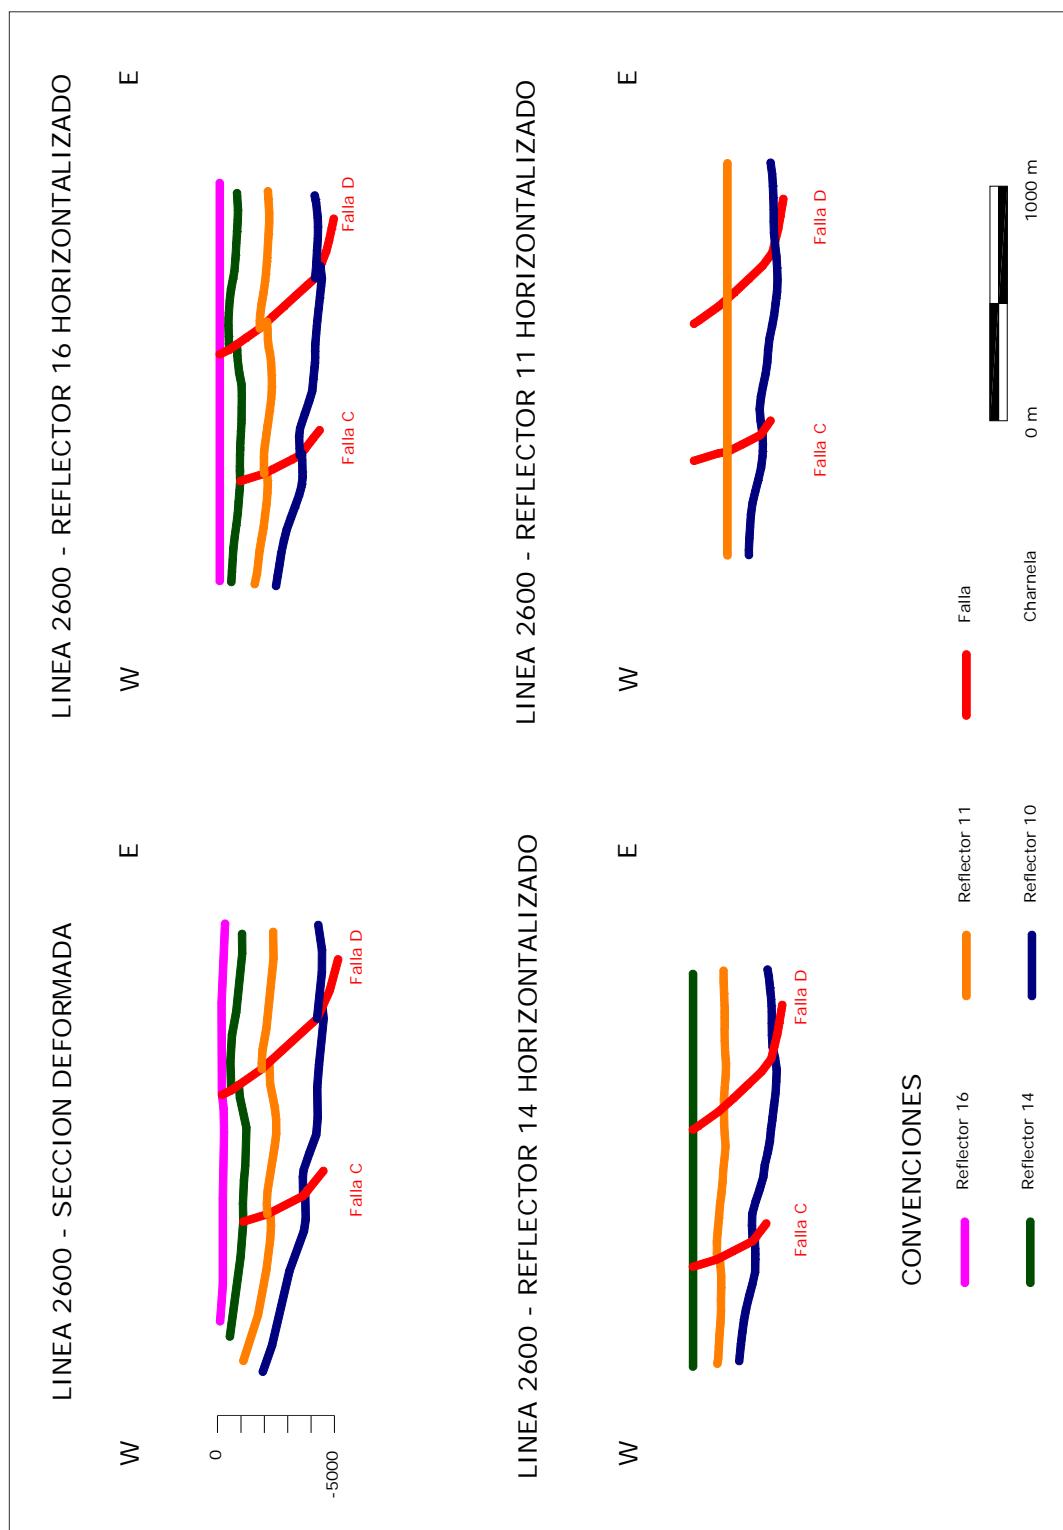 LINEA 2600 - SECCION DEFORMADA
W
E
0
-5000
Falla C
Falla D
LINEA 2600 - REFLECTOR 16 HORIZONTALIZADO
W
E
Falla C
Falla D
LINEA 2600 - REFLECTOR 14 HORIZONTALIZADO
W
E
Falla C
Falla D
LINEA 2600 - REFLECTOR 11 HORIZONTALIZADO
W
E
Falla C
Falla D
CONVENCIONES
Reflector 16
Reflector 11
Falla
Reflector 14
Reflector 10
Charnela
0 m
1000 m